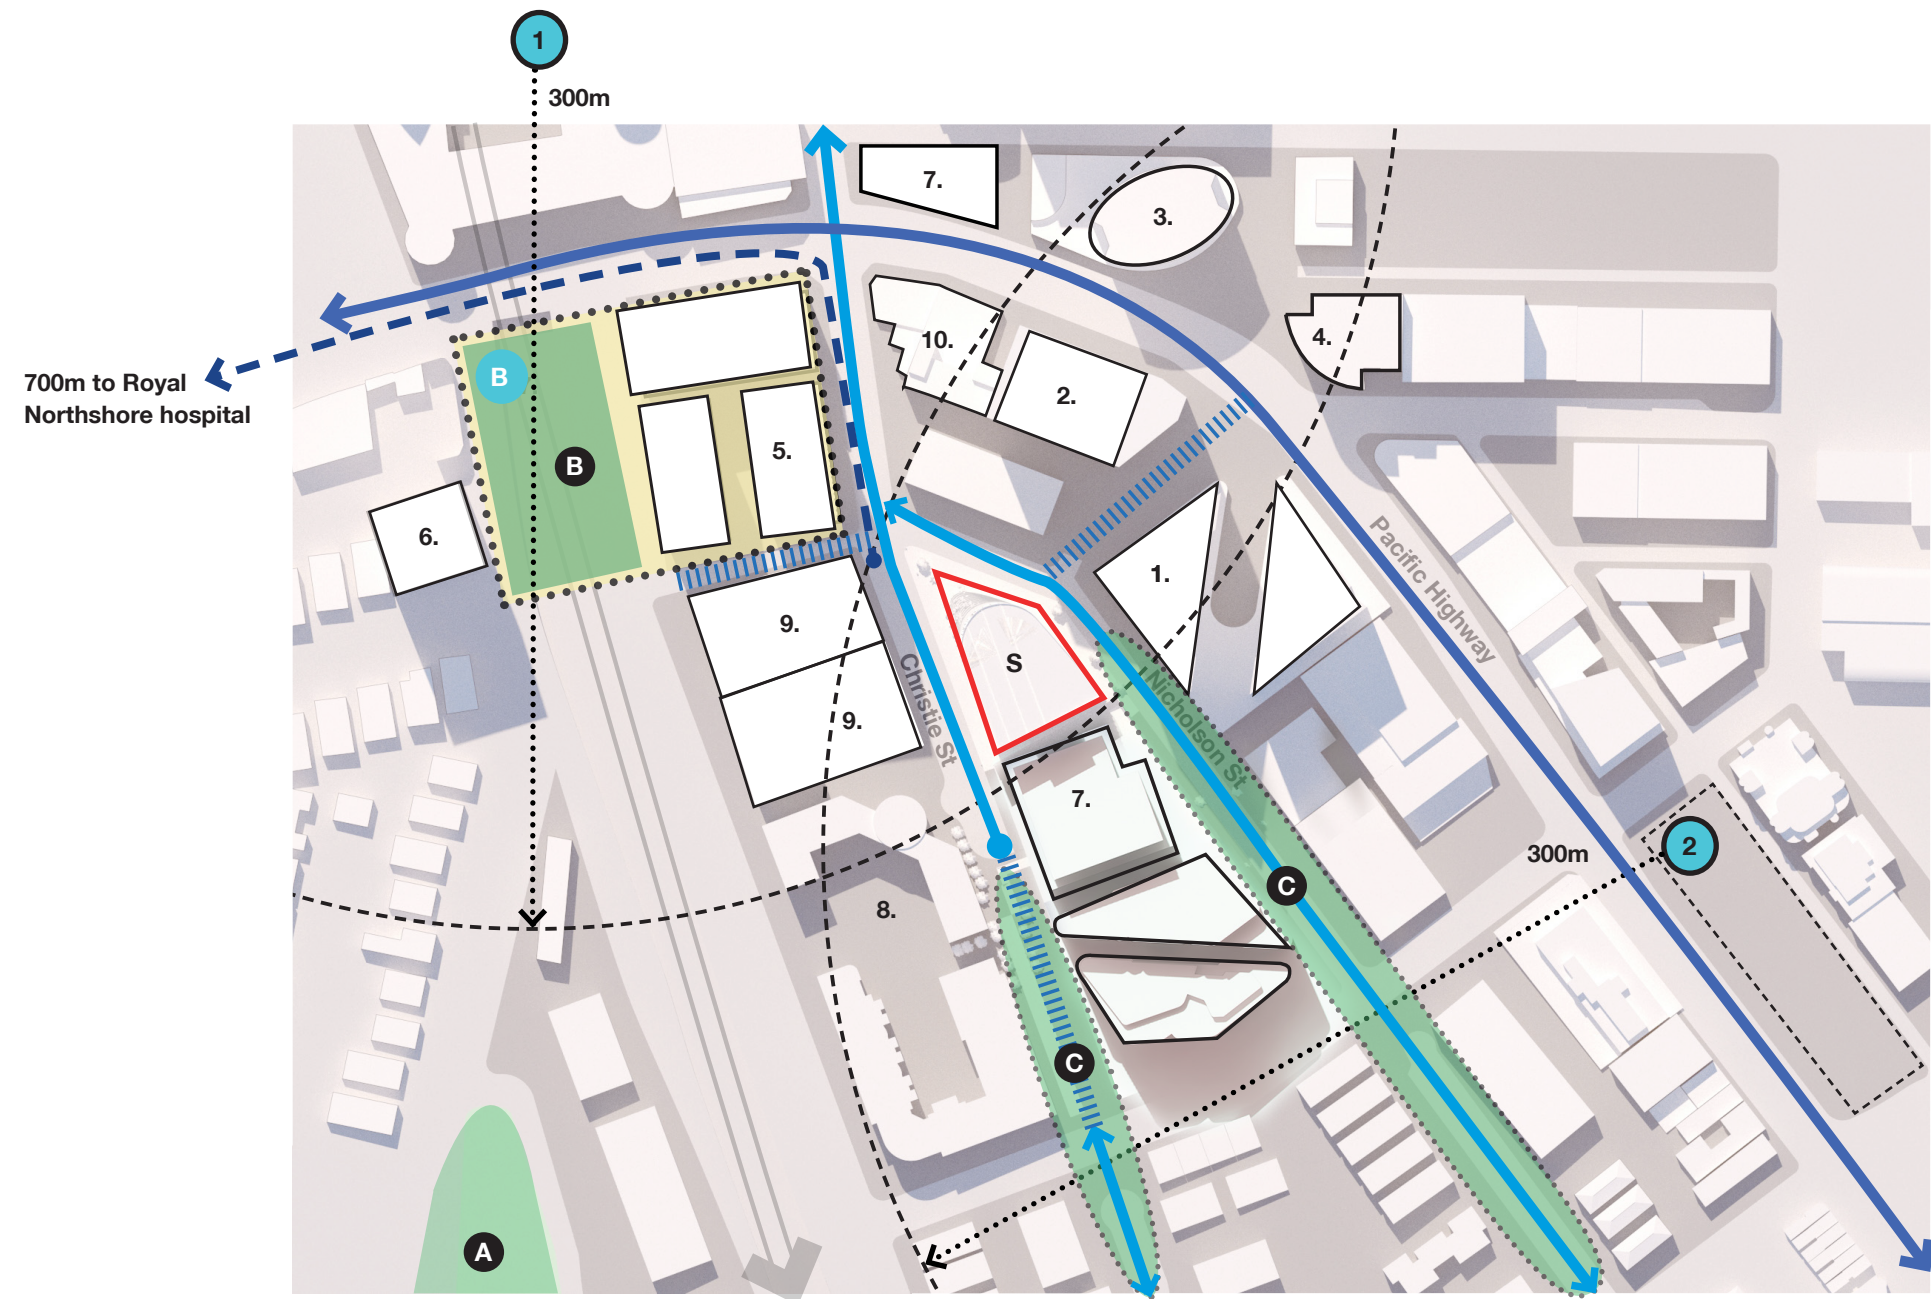 1
300m
7.
3.
4.
10.
2.
B
700m to Royal
Northshore hospital
5.
B
6.
Pacific Highway
1.
9.
S
Christie St
Nicholson St
9.
7.
300m
2
C
8.
C
A